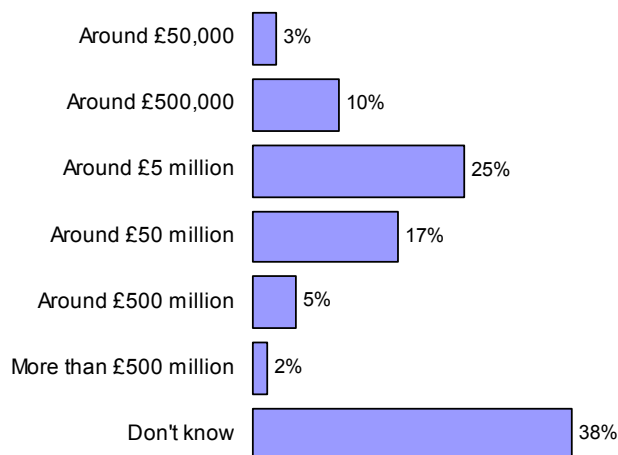 Around £50,000 3%
Around £500,000 10%
Around £5 million 25%
Around £50 million 17%
Around £500 million 5%
More than £500 million 2%
Don't know 38%